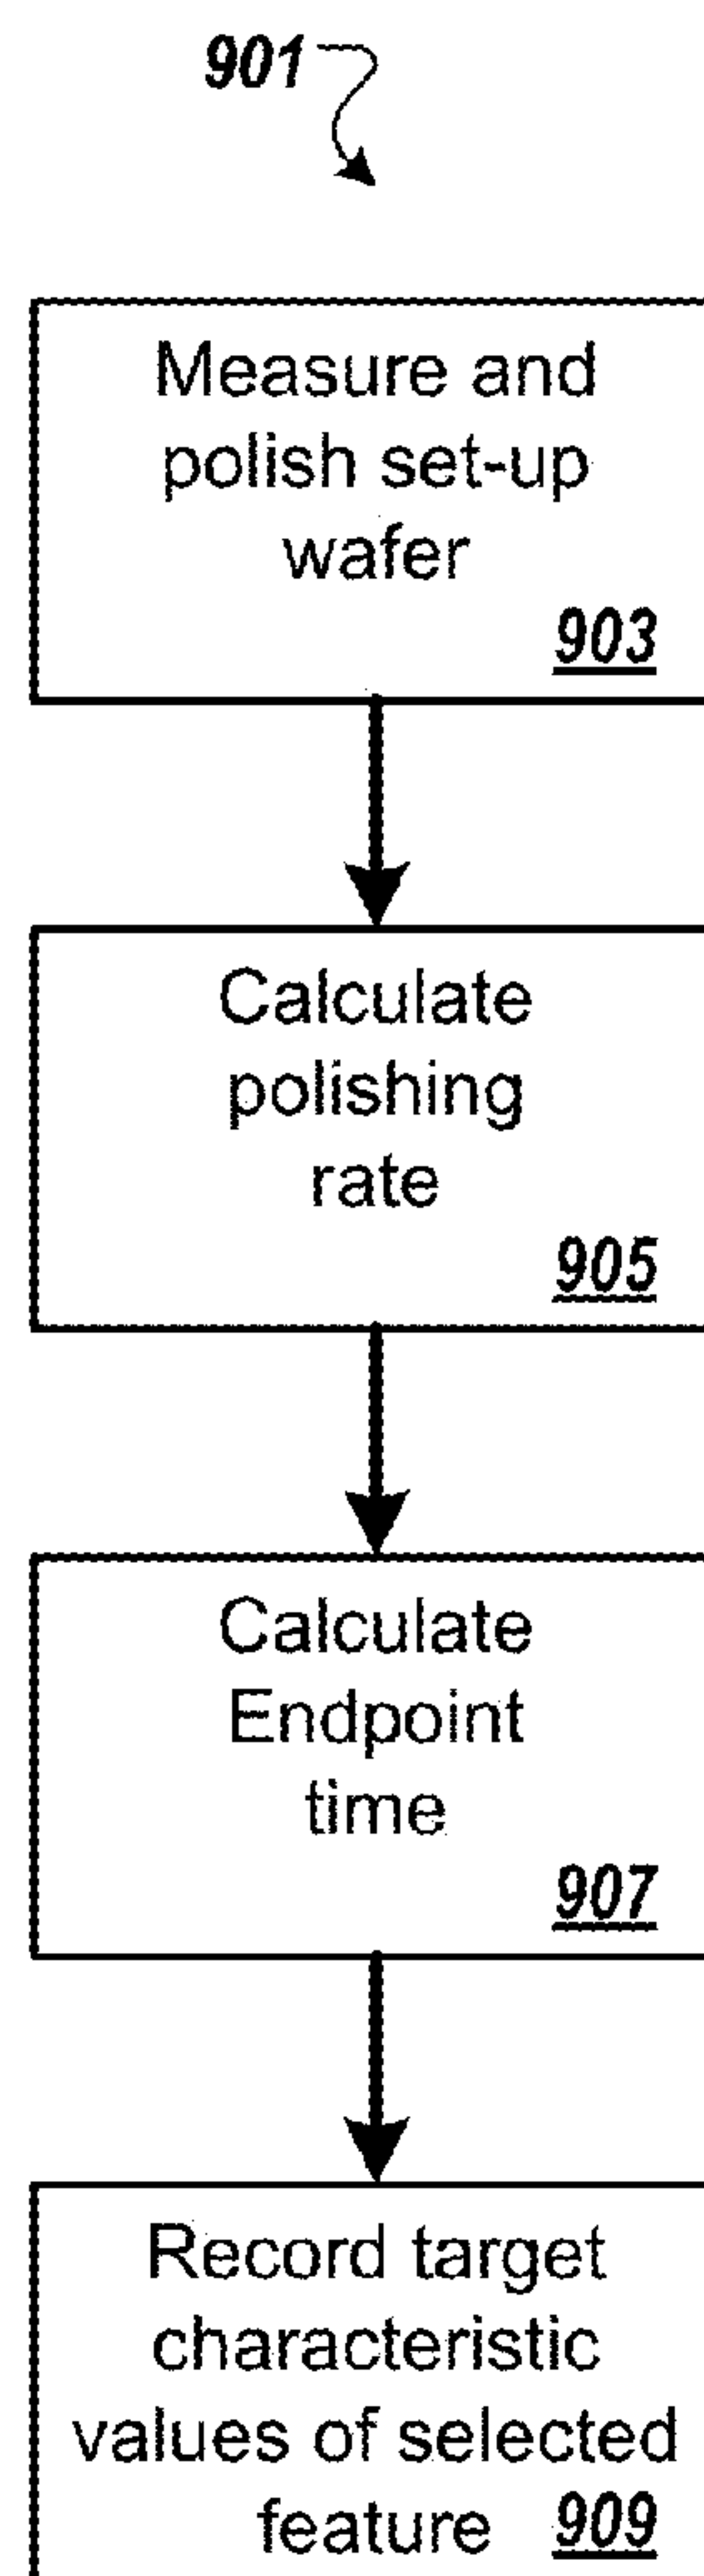 901
Measure and
polish set-up
wafer
903
Calculate
polishing
rate
905
Calculate
Endpoint
time
907
Record target
characteristic
values of selected
feature 909